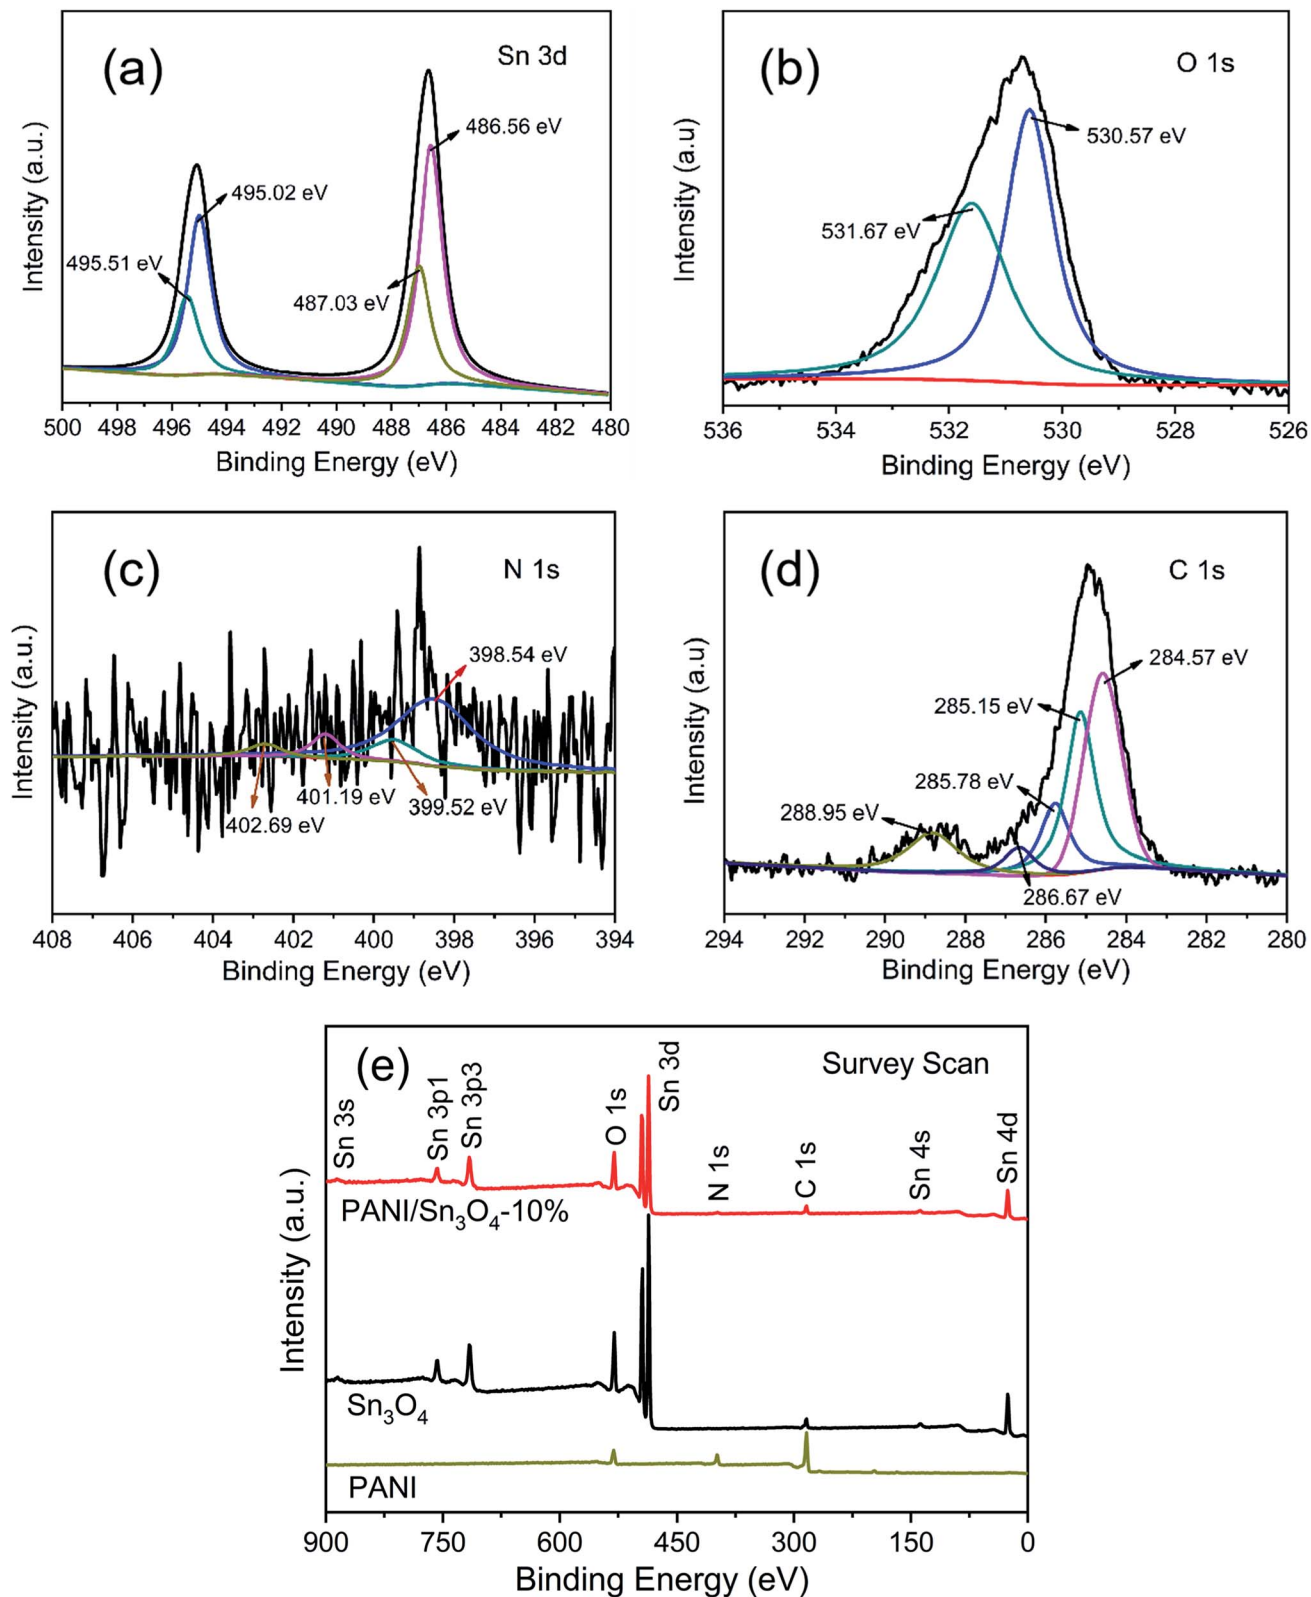 (a)
Sn 3d
486.56 eV
495.02 eV
495.51 eV
487.03 eV
Intensity (a.u.)
500 498 496 494 492 490 488 486 484 482 480
Binding Energy (eV)
(b)
O 1s
530.57 eV
531.67 eV
Intensity (a.u)
536 534 532 530 528 526
Binding Energy (eV)
(c)
N 1s
398.54 eV
401.19 eV
399.52 eV
402.69 eV
Intensity (a.u.)
408 406 404 402 400 398 396 394
Binding Energy (eV)
(d)
C 1s
284.57 eV
285.15 eV
285.78 eV
288.95 eV
286.67 eV
Intensity (a.u)
294 292 290 288 286 284 282 280
Binding Energy (eV)
(e)
Survey Scan
Sn 3s
Sn 3p1
Sn 3p3
O 1s
Sn 3d
N 1s
C 1s
Sn 4s
Sn 4d
PANI/Sn₃O₄-10%
Sn₃O₄
PANI
Intensity (a.u.)
900 750 600 450 300 150 0
Binding Energy (eV)